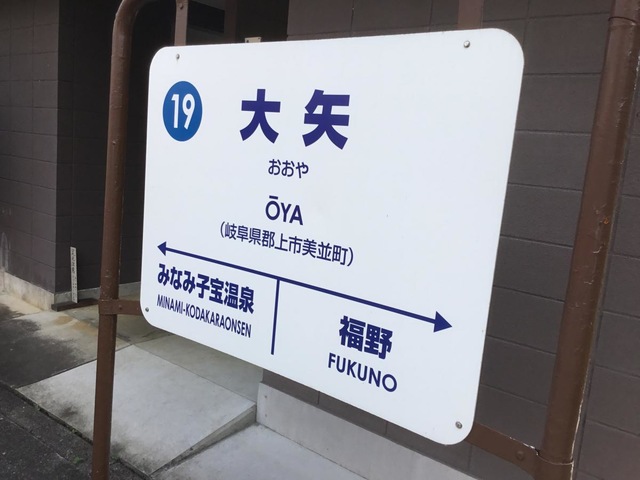 19
大矢
おおや
ŌYA
(岐阜県郡上市美並町)
みなみ子宝温泉
MINAMI-KODAKARAONSEN
福野
FUKUNO